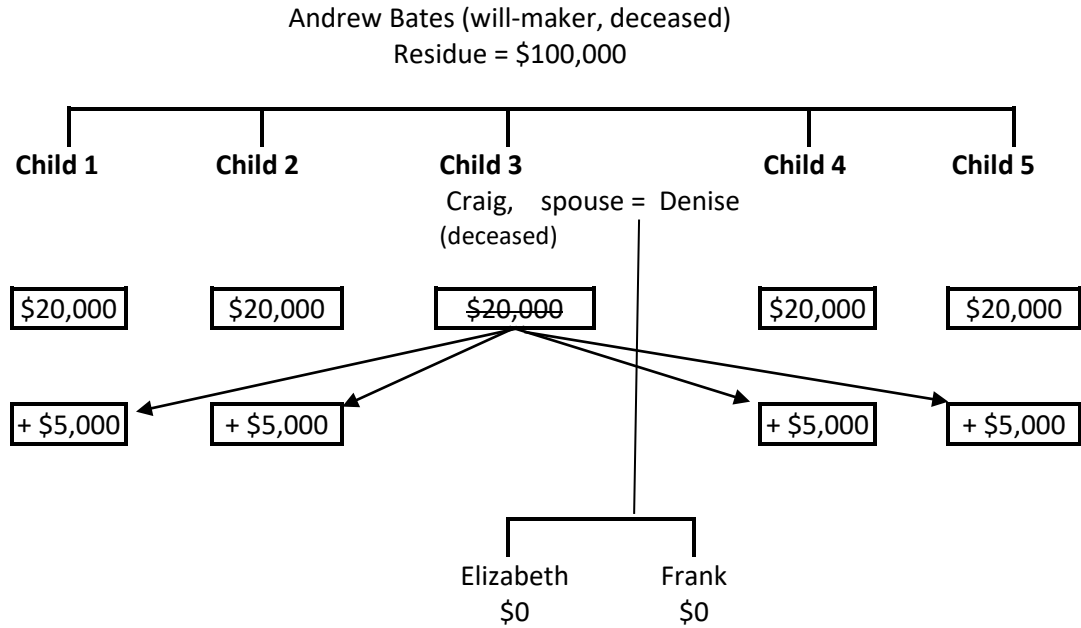 Andrew Bates (will-maker, deceased)
Residue = $100,000
Child 1 Child 2 Child 3 Child 4 Child 5
Craig, spouse = Denise
(deceased)
$20,000 $20,000 $20,000 $20,000 $20,000
+ $5,000 + $5,000 + $5,000 + $5,000
Elizabeth Frank
$0 $0